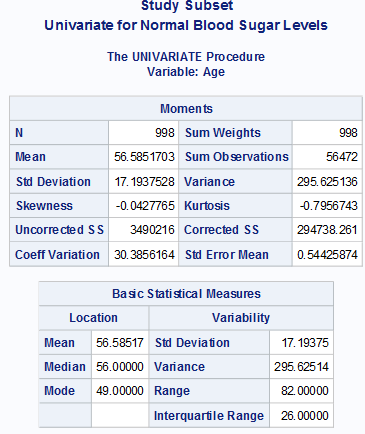 Study Subset
Univariate for Normal Blood Sugar Levels
The UNIVARIATE Procedure
Variable: Age
Moments
N 998 Sum Weights 998
Mean 56.5851703 Sum Observations 56472
Std Deviation 17.1937528 Variance 295.625136
Skewness -0.0427765 Kurtosis -0.7956743
Uncorrected SS 3490216 Corrected SS 294738.261
Coeff Variation 30.3856164 Std Error Mean 0.54425874
Basic Statistical Measures
Location Variability
Mean 56.58517 Std Deviation 17.19375
Median 56.00000 Variance 295.62514
Mode 49.00000 Range 82.00000
Interquartile Range 26.00000